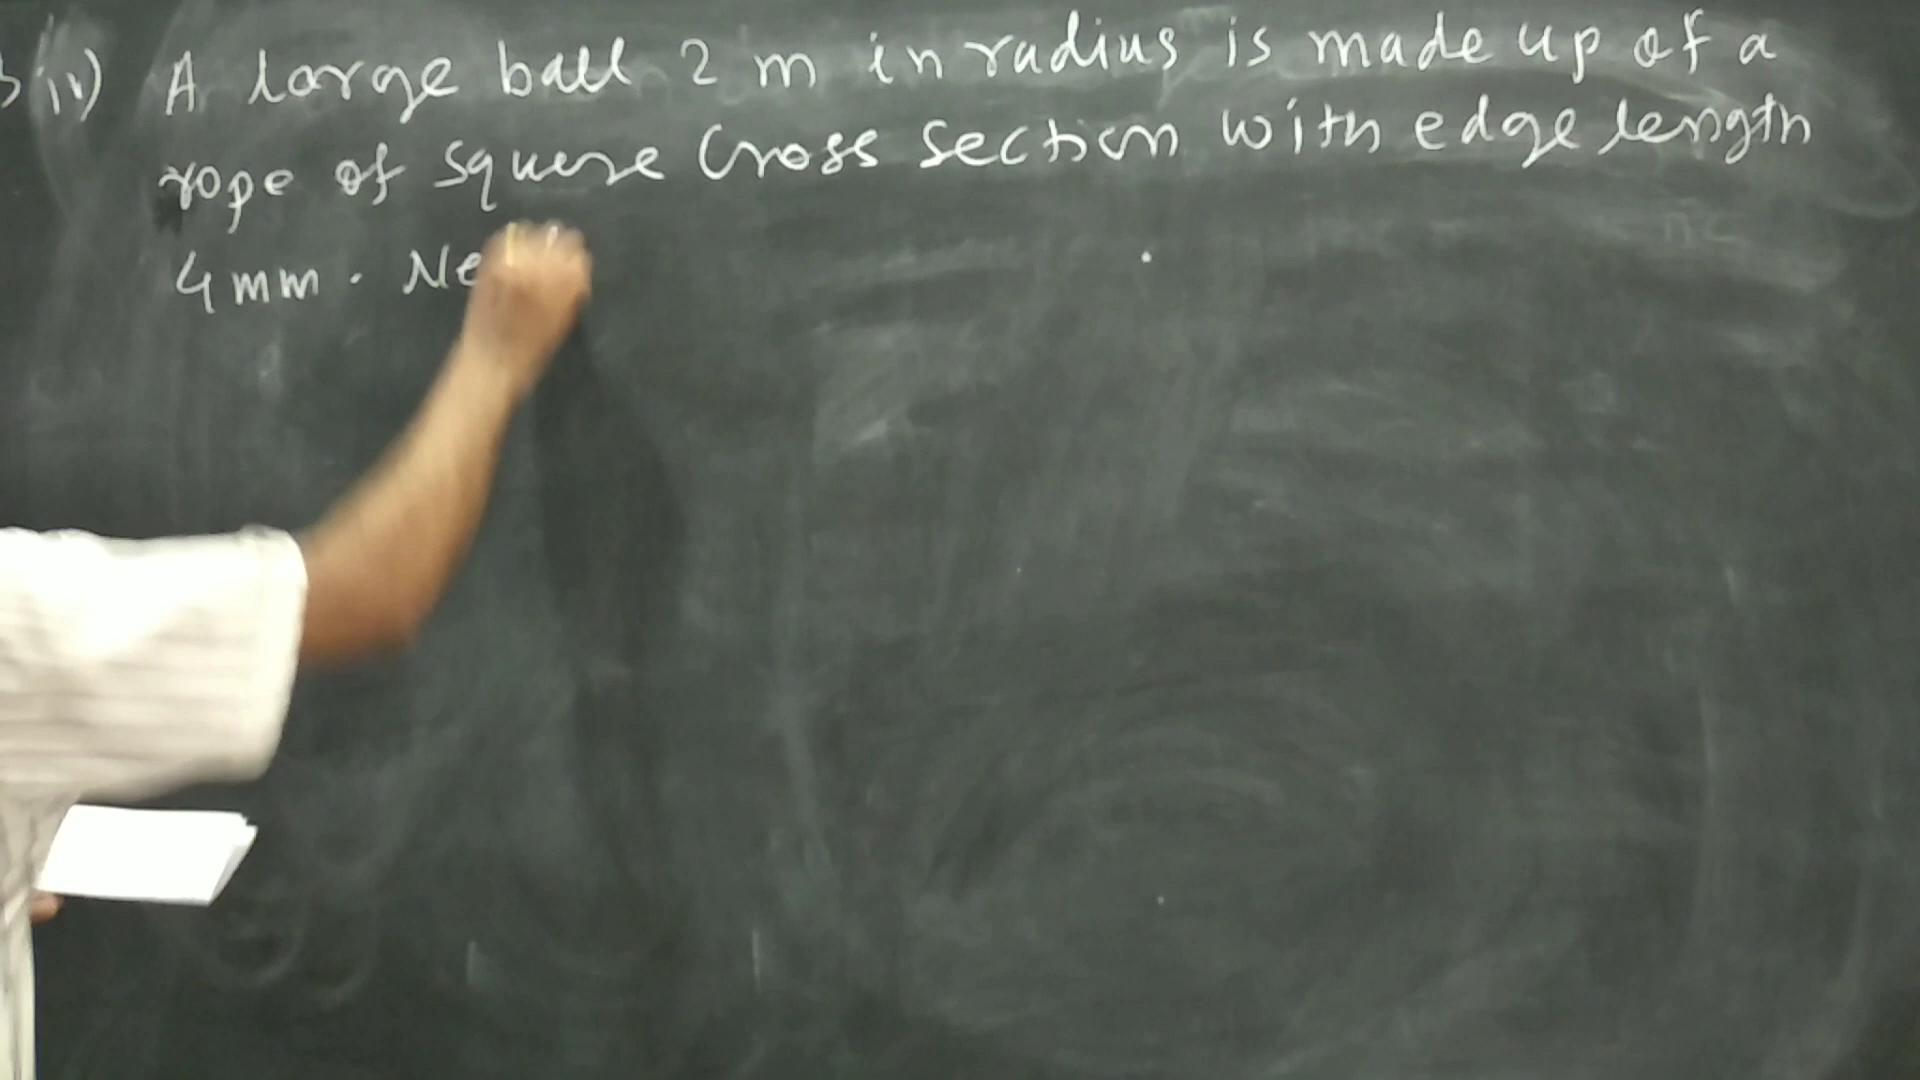 iv) A large ball 2 m in radius is made up of a
rope of square cross section with edge length
4mm. Ne